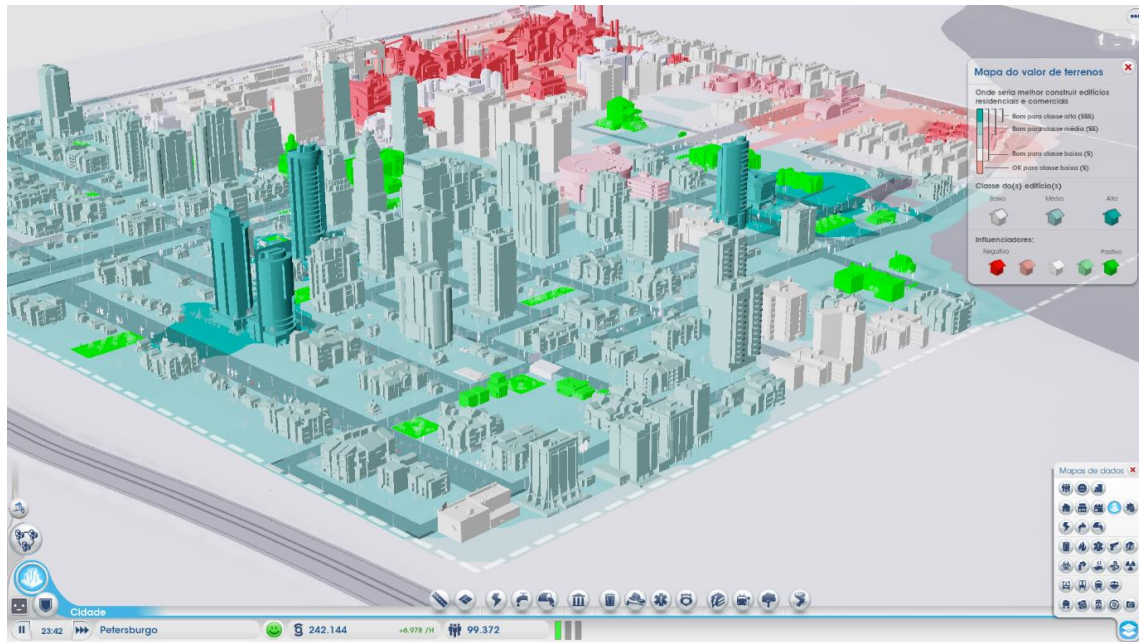 Mapa do valor de terrenos
Onde seria melhor construir edifícios
residenciais e comerciais
Bom para classe alta ($$$)
Bom para classe média ($$)
Bom para classe baixa ($)
OK para classe baixa ($)
Classe do(s) edifício(s)
Baixa Média Alta
Influenciadores:
Negativo Positivo
Mapas de dados
Cidade
23:42 Petersburgo 242.144 +6.978 /H 99.372